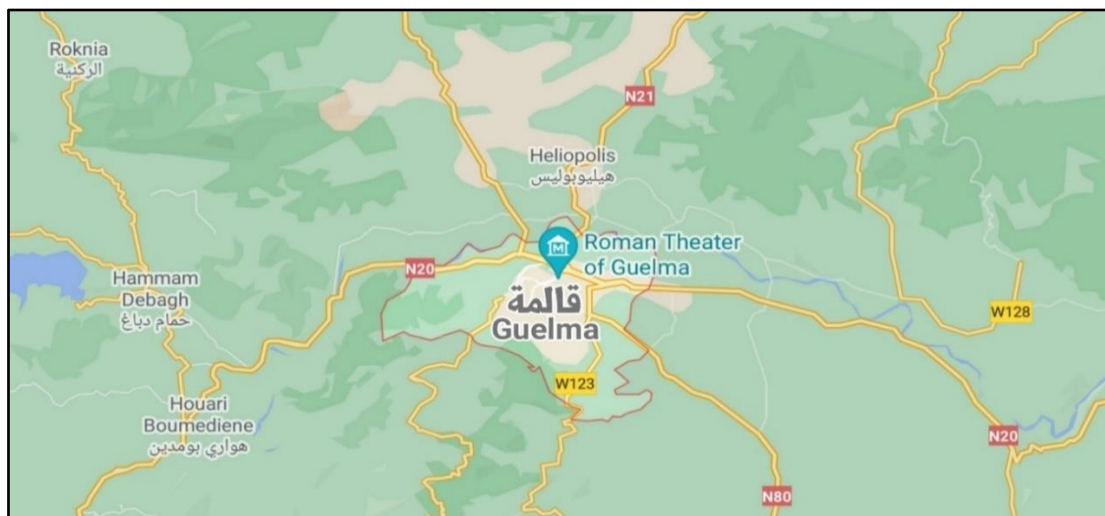 Roknia
الركنية
N21
Heliopolis
هيليوبوليس
Roman Theater
of Guelma
N20
Hammam
Debagh
حمام دباغ
قالمة
Guelma
W128
W123
Houari
Boumediene
هواري بومدين
N20
N80